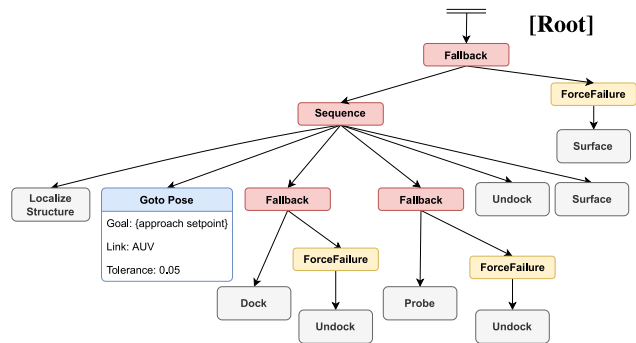 [Root]
Fallback
ForceFailure
Sequence
Surface
Localize
Structure
Goto Pose
Goal: {approach setpoint}
Link: AUV
Tolerance: 0.05
Fallback
Fallback
Undock
Surface
ForceFailure
ForceFailure
Dock
Undock
Probe
Undock